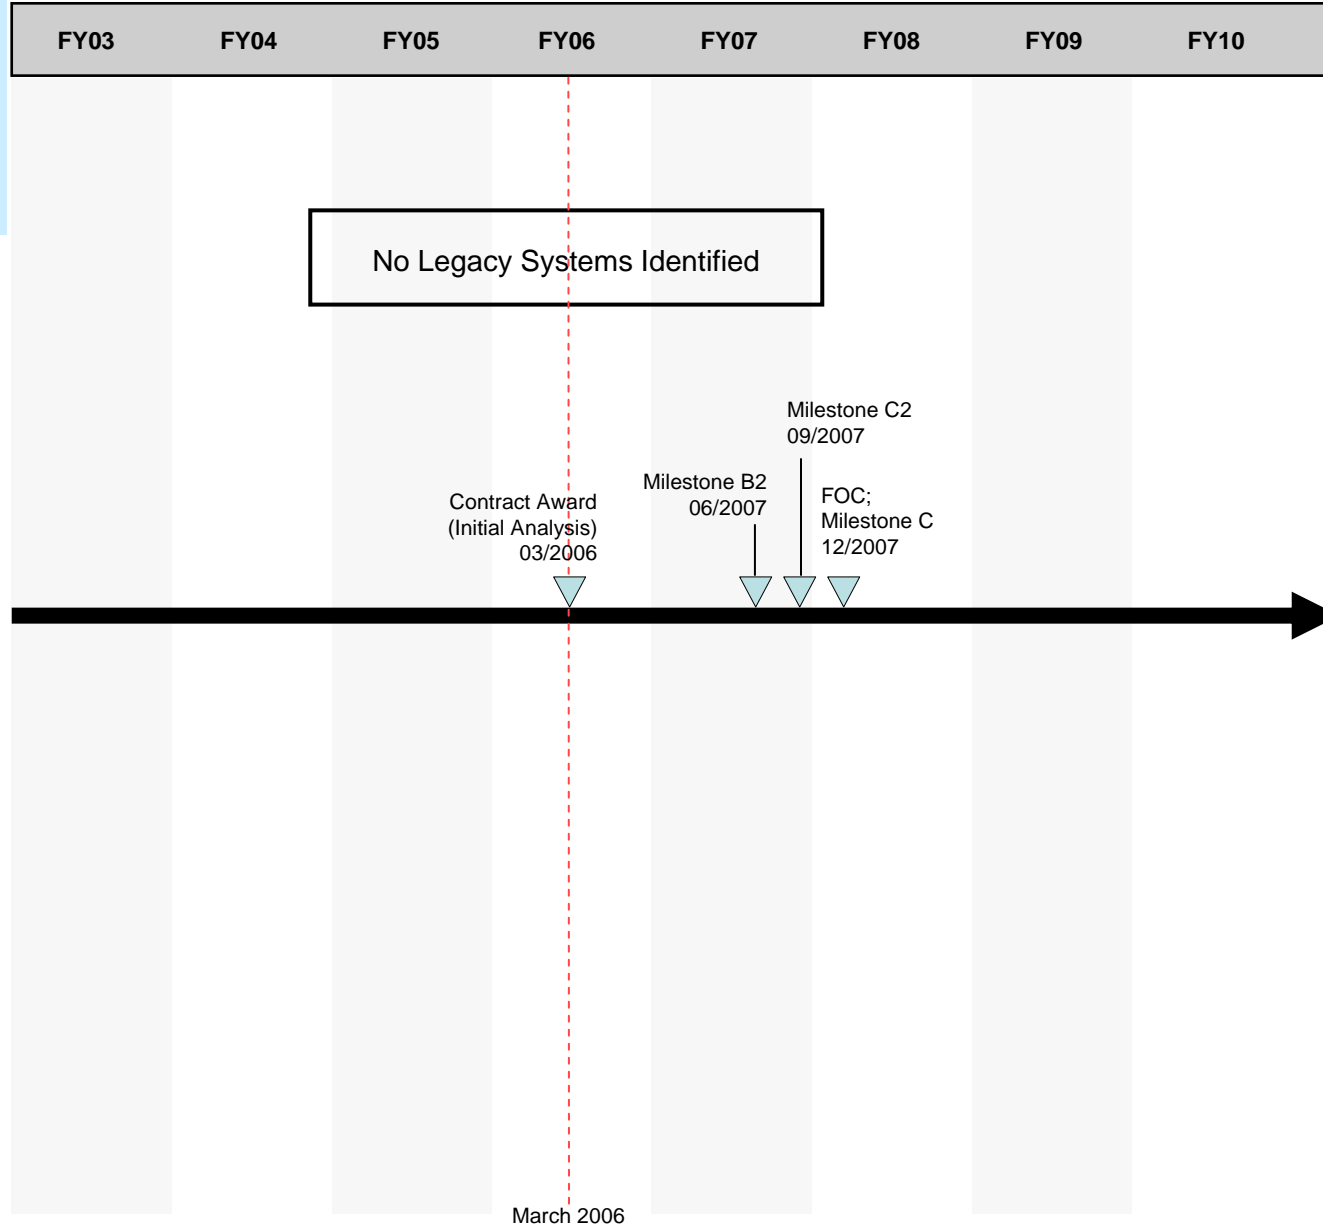 FY03 FY04 FY05 FY06 FY07 FY08 FY09 FY10
No Legacy Systems Identified
Milestone C2
09/2007
Milestone B2
06/2007
FOC;
Milestone C
12/2007
Contract Award
(Initial Analysis)
03/2006
March 2006